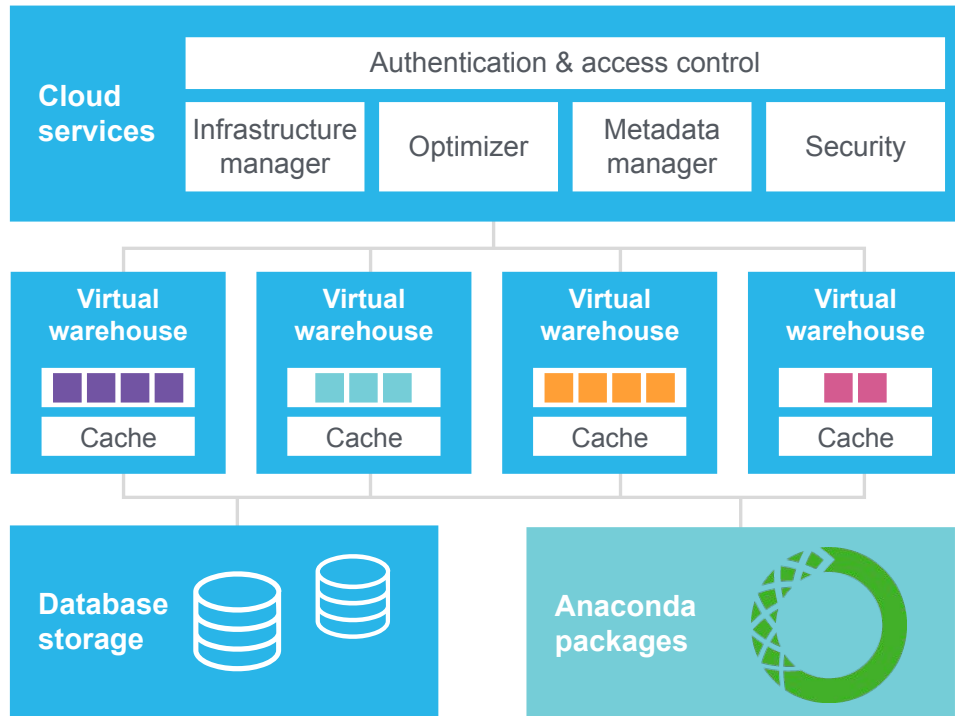 Authentication & access control
Cloud
services
Infrastructure
manager
Optimizer
Metadata
manager
Security
Virtual
warehouse
Cache
Virtual
warehouse
Cache
Virtual
warehouse
Cache
Virtual
warehouse
Cache
Database
storage
Anaconda
packages